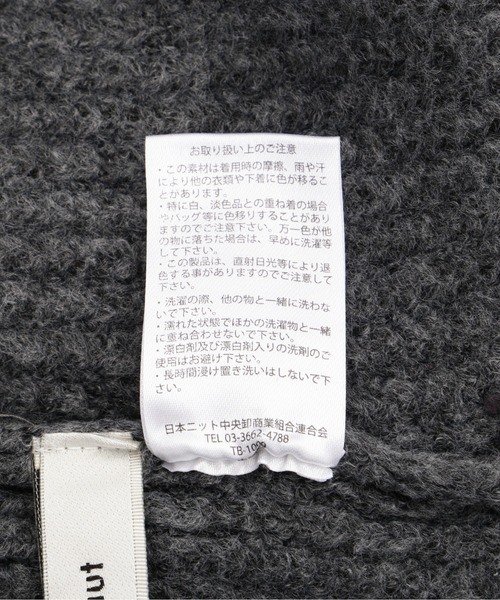 お取り扱い上のご注意
・この素材は着用時の摩擦、雨や汗
により他の衣類や下着に色が移るこ
とがあります。
・特に白、淡色品との重ね着の場合
やバッグ等に色移りすることがあり
ますのでご注意下さい。万一色が他
の物に落ちた場合は、早めに洗濯等
して下さい。
・この製品は、直射日光等により退
色する事がありますのでご注意して
下さい。
・洗濯の際、他の物と一緒に洗わな
いで下さい。
・濡れた状態でほかの洗濯物と一緒
に重ね合わせないで下さい。
・漂白剤及び漂白剤入りの洗剤のご
使用はお避け下さい。
・長時間浸け置き洗いはしないで下
さい。
日本ニット中央卸商業組合連合会
TEL 03-3662-4788